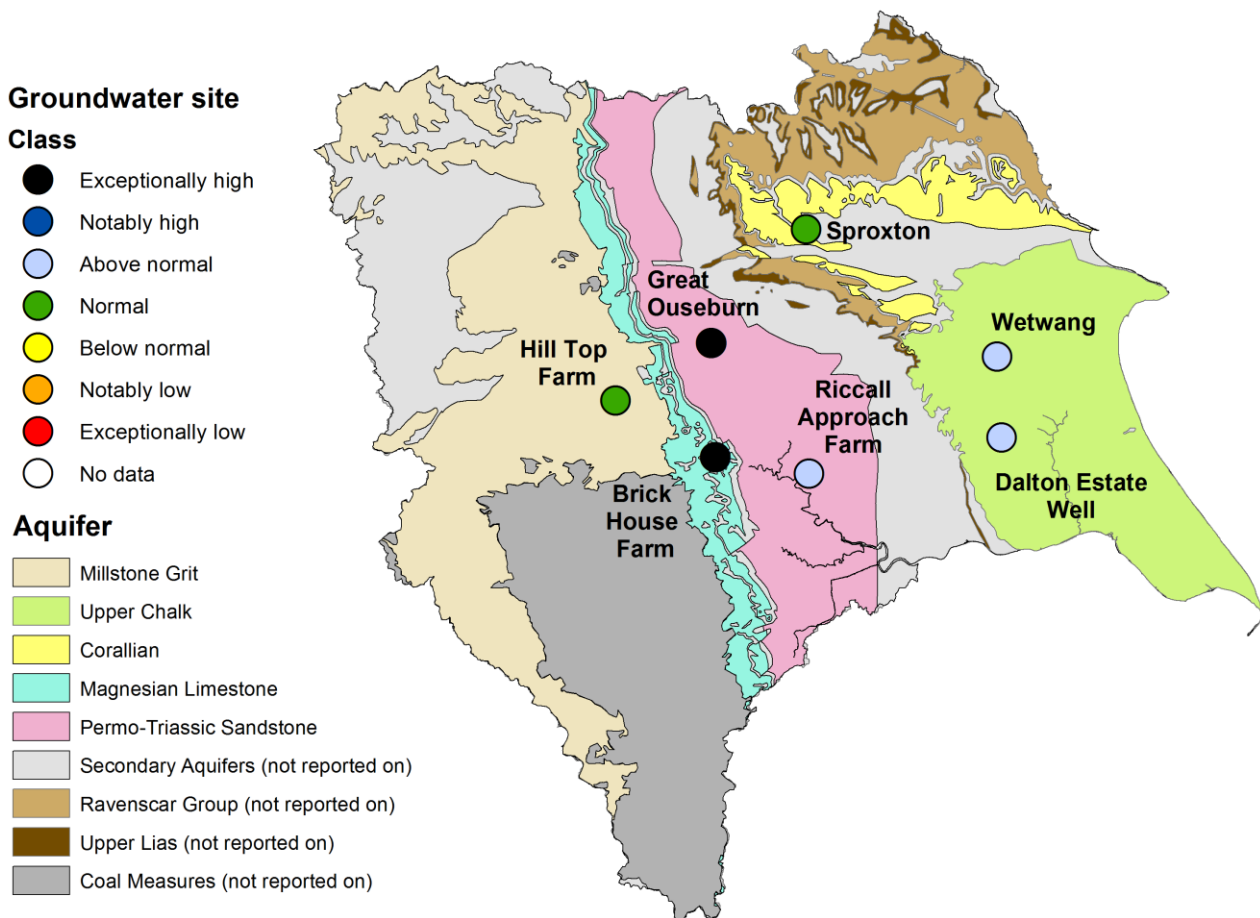 Groundwater site
Class
Exceptionally high
Notably high
Above normal
Normal
Below normal
Notably low
Exceptionally low
No data
Aquifer
Millstone Grit
Upper Chalk
Corallian
Magnesian Limestone
Permo-Triassic Sandstone
Secondary Aquifers (not reported on)
Ravenscar Group (not reported on)
Upper Lias (not reported on)
Coal Measures (not reported on)
Sproxton
Great
Ouseburn
Wetwang
Hill Top
Farm
Riccall
Approach
Farm
Dalton Estate
Well
Brick
House
Farm